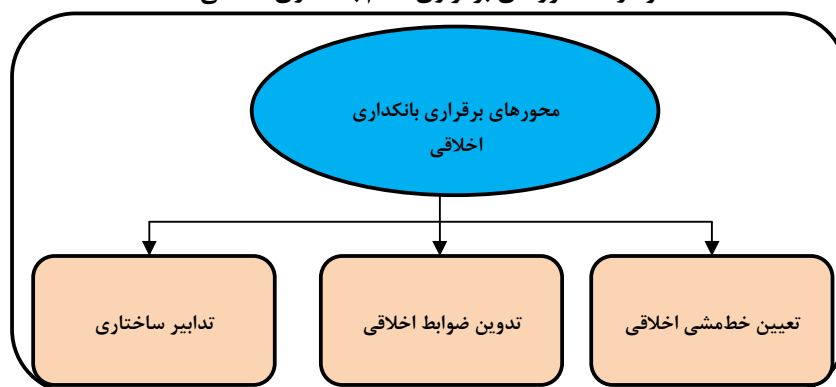 محورهای برقراری بانکداری
اخلاقی
تعیین خط‌مشی اخلاقی
تدوین ضوابط اخلاقی
تدابیر ساختاری